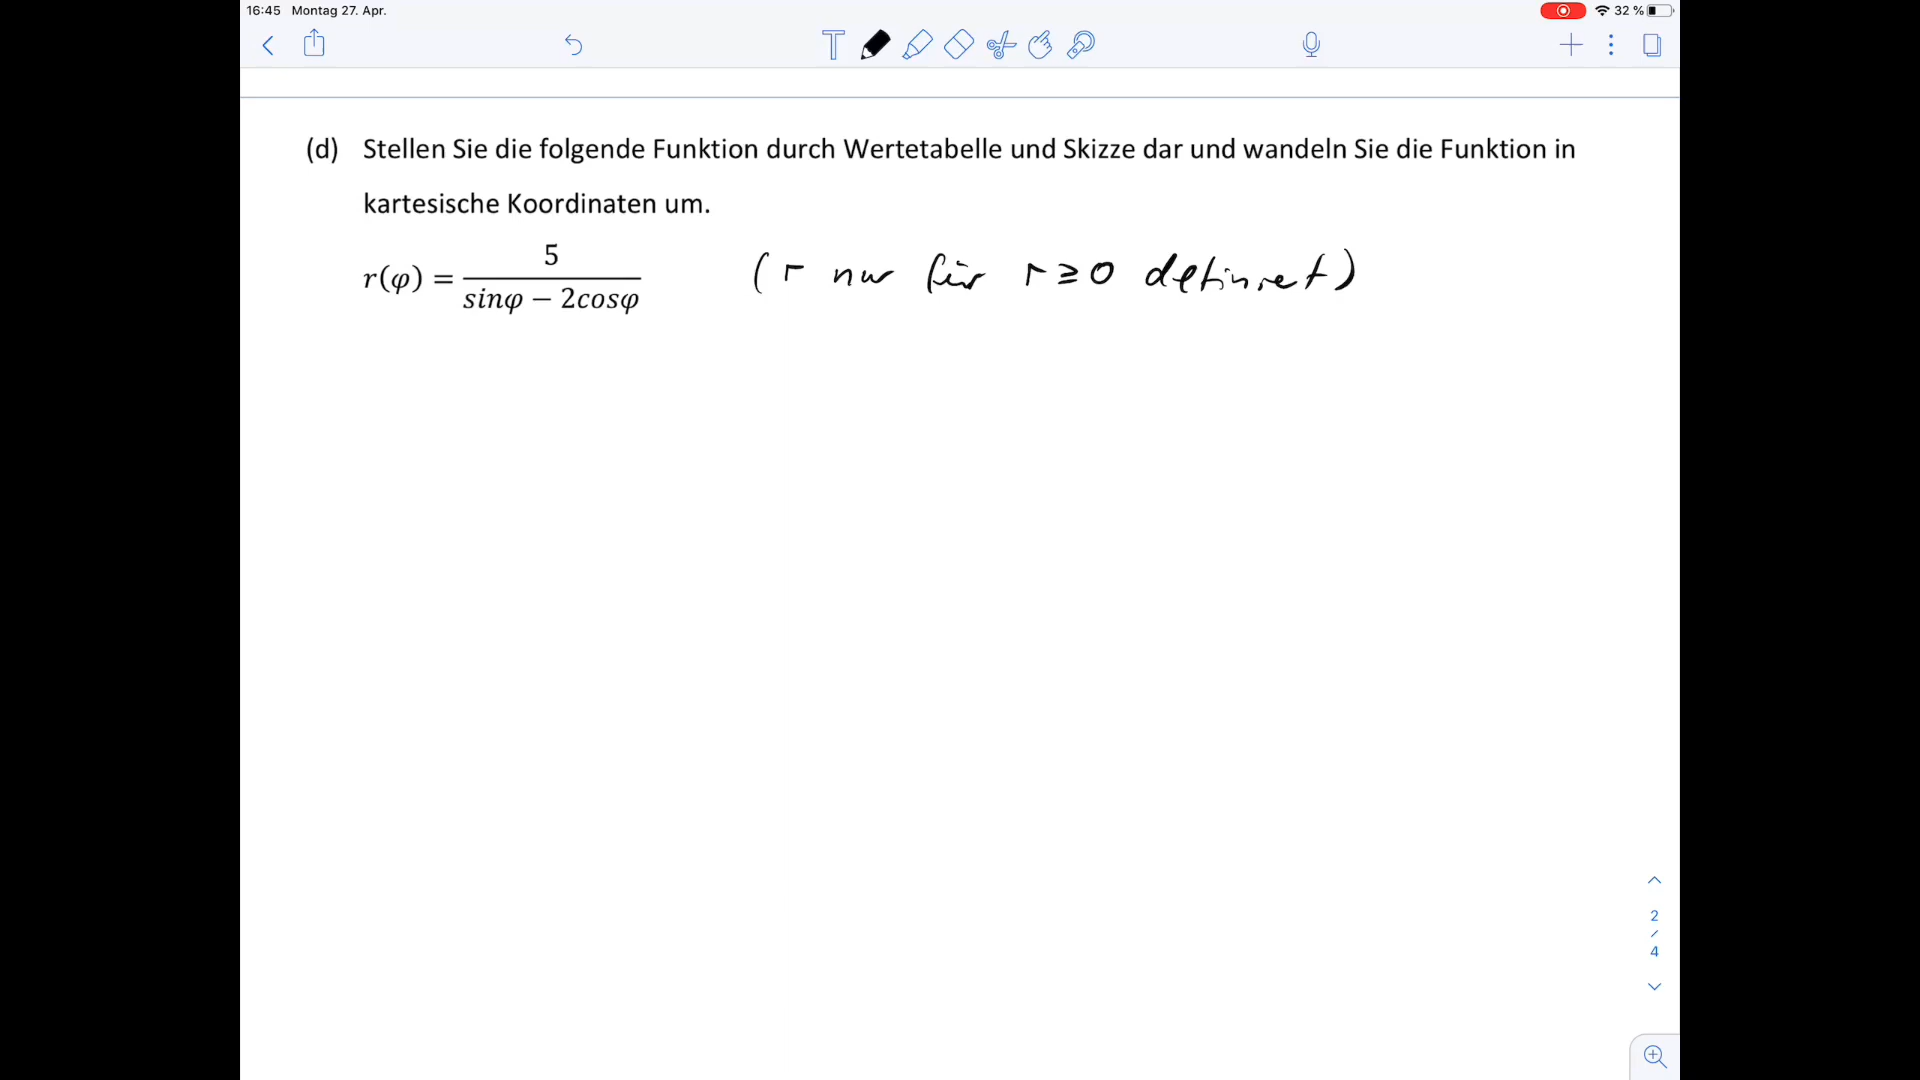 16:45 Montag 27. Apr. 32 %
(d) Stellen Sie die folgende Funktion durch Wertetabelle und Skizze dar und wandeln Sie die Funktion in
kartesische Koordinaten um.
r(φ) = 5 / (sinφ − 2cosφ) (r nur für r ≥ 0 definiert)
2
/
4